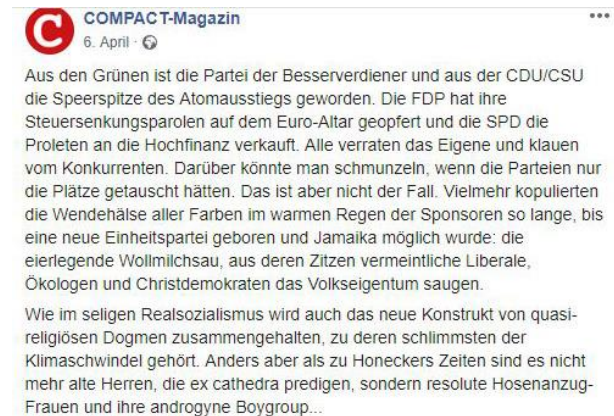 C
COMPACT-Magazin
6. April ·
Aus den Grünen ist die Partei der Besserverdiener und aus der CDU/CSU
die Speerspitze des Atomausstiegs geworden. Die FDP hat ihre
Steuersenkungsparolen auf dem Euro-Altar geopfert und die SPD die
Proleten an die Hochfinanz verkauft. Alle verraten das Eigene und klauen
vom Konkurrenten. Darüber könnte man schmunzeln, wenn die Parteien nur
die Plätze getauscht hätten. Das ist aber nicht der Fall. Vielmehr kopulierten
die Wendehälse aller Farben im warmen Regen der Sponsoren so lange, bis
eine neue Einheitspartei geboren und Jamaika möglich wurde: die
eierlegende Wollmilchsau, aus deren Zitzen vermeintliche Liberale,
Ökologen und Christdemokraten das Volkseigentum saugen.
Wie im seligen Realsozialismus wird auch das neue Konstrukt von quasi-
religiösen Dogmen zusammengehalten, zu deren schlimmsten der
Klimaschwindel gehört. Anders aber als zu Honeckers Zeiten sind es nicht
mehr alte Herren, die ex cathedra predigen, sondern resolute Hosenanzug-
Frauen und ihre androgyne Boygroup...